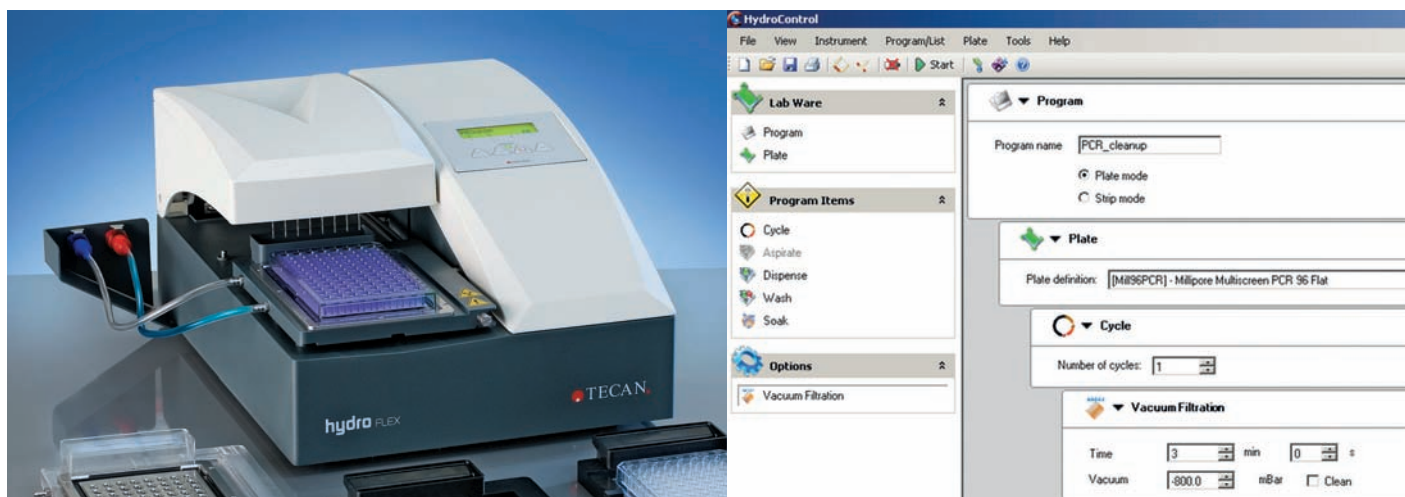 TECAN
hydro FLEX
HydroControl
File View Instrument Program/List Plate Tools Help
Start
Lab Ware
Program
Plate
Program Items
Cycle
Aspirate
Dispense
Wash
Soak
Options
Vacuum Filtration
Program
Program name PCR_cleanup
Plate mode
Strip mode
Plate
Plate definition: [Mill96PCR] - Millipore Multiscreen PCR 96 Flat
Cycle
Number of cycles: 1
Vacuum Filtration
Time 3 min 0 s
Vacuum -800.0 mBar Clean